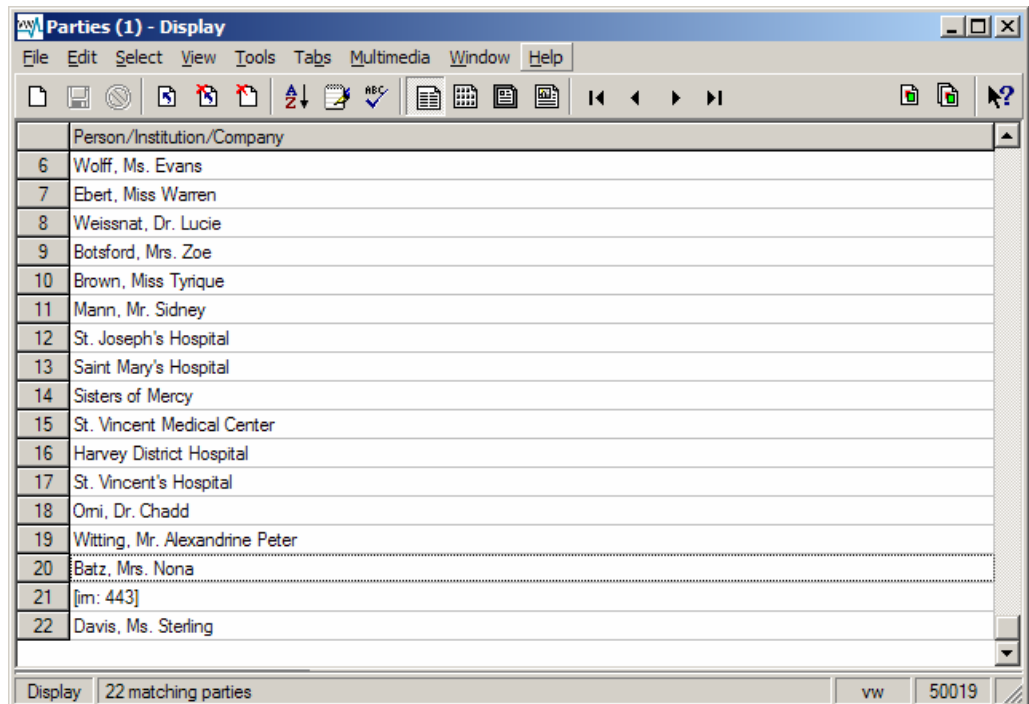 Parties (1) - Display
File Edit Select View Tools Tabs Multimedia Window Help
Person/Institution/Company
6 Wolff, Ms. Evans
7 Ebert, Miss Warren
8 Weissnat, Dr. Lucie
9 Botsford, Mrs. Zoe
10 Brown, Miss Tyrique
11 Mann, Mr. Sidney
12 St. Joseph's Hospital
13 Saint Mary's Hospital
14 Sisters of Mercy
15 St. Vincent Medical Center
16 Harvey District Hospital
17 St. Vincent's Hospital
18 Orni, Dr. Chadd
19 Witting, Mr. Alexandrine Peter
20 Batz, Mrs. Nona
21 [irn: 443]
22 Davis, Ms. Sterling
Display 22 matching parties vw 50019